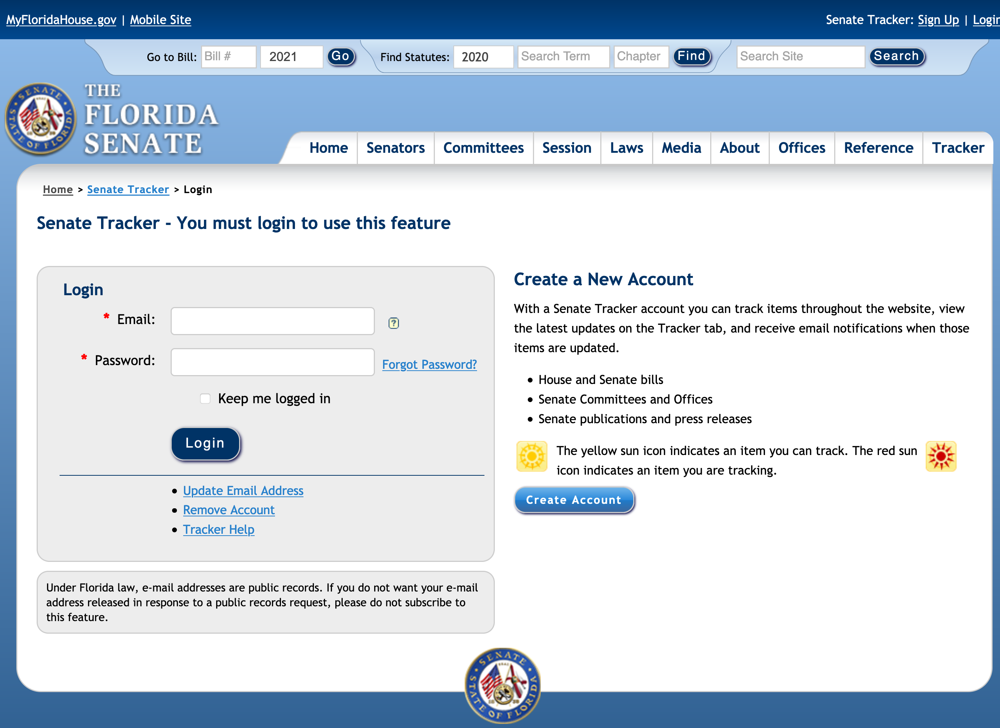 MyFloridaHouse.gov | Mobile Site
Senate Tracker: Sign Up | Login
Go to Bill: Bill # 2021 Go Find Statutes: 2020 Search Term Chapter Find Search Site Search
SENATE
STATE OF FLORIDA
THE
FLORIDA
SENATE
Home Senators Committees Session Laws Media About Offices Reference Tracker
Home > Senate Tracker > Login
Senate Tracker - You must login to use this feature
Login
* Email: ?
* Password: Forgot Password?
Keep me logged in
Login
• Update Email Address
• Remove Account
• Tracker Help
Under Florida law, e-mail addresses are public records. If you do not want your e-mail
address released in response to a public records request, please do not subscribe to
this feature.
Create a New Account
With a Senate Tracker account you can track items throughout the website, view
the latest updates on the Tracker tab, and receive email notifications when those
items are updated.
• House and Senate bills
• Senate Committees and Offices
• Senate publications and press releases
The yellow sun icon indicates an item you can track. The red sun
icon indicates an item you are tracking.
Create Account
SENATE
STATE OF FLORIDA